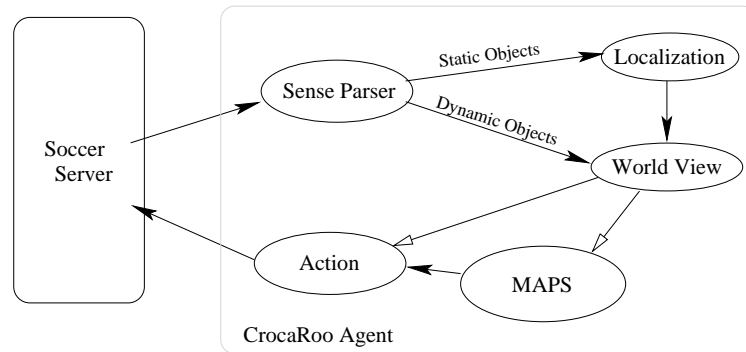 Static Objects
Localization
Sense Parser
Dynamic Objects
Soccer
Server
World View
Action
MAPS
CrocaRoo Agent